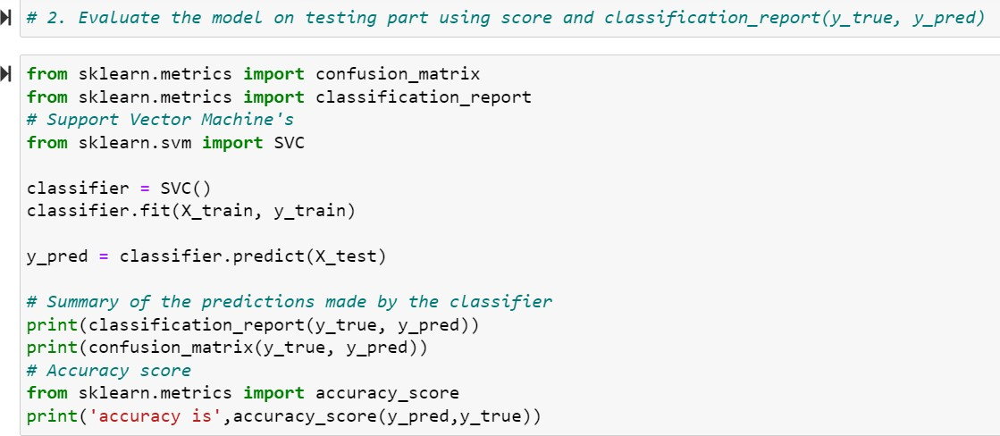 # 2. Evaluate the model on testing part using score and classification_report(y_true, y_pred)
from sklearn.metrics import confusion_matrix
from sklearn.metrics import classification_report
# Support Vector Machine's
from sklearn.svm import SVC
classifier = SVC()
classifier.fit(X_train, y_train)
y_pred = classifier.predict(X_test)
# Summary of the predictions made by the classifier
print(classification_report(y_true, y_pred))
print(confusion_matrix(y_true, y_pred))
# Accuracy score
from sklearn.metrics import accuracy_score
print('accuracy is',accuracy_score(y_pred,y_true))